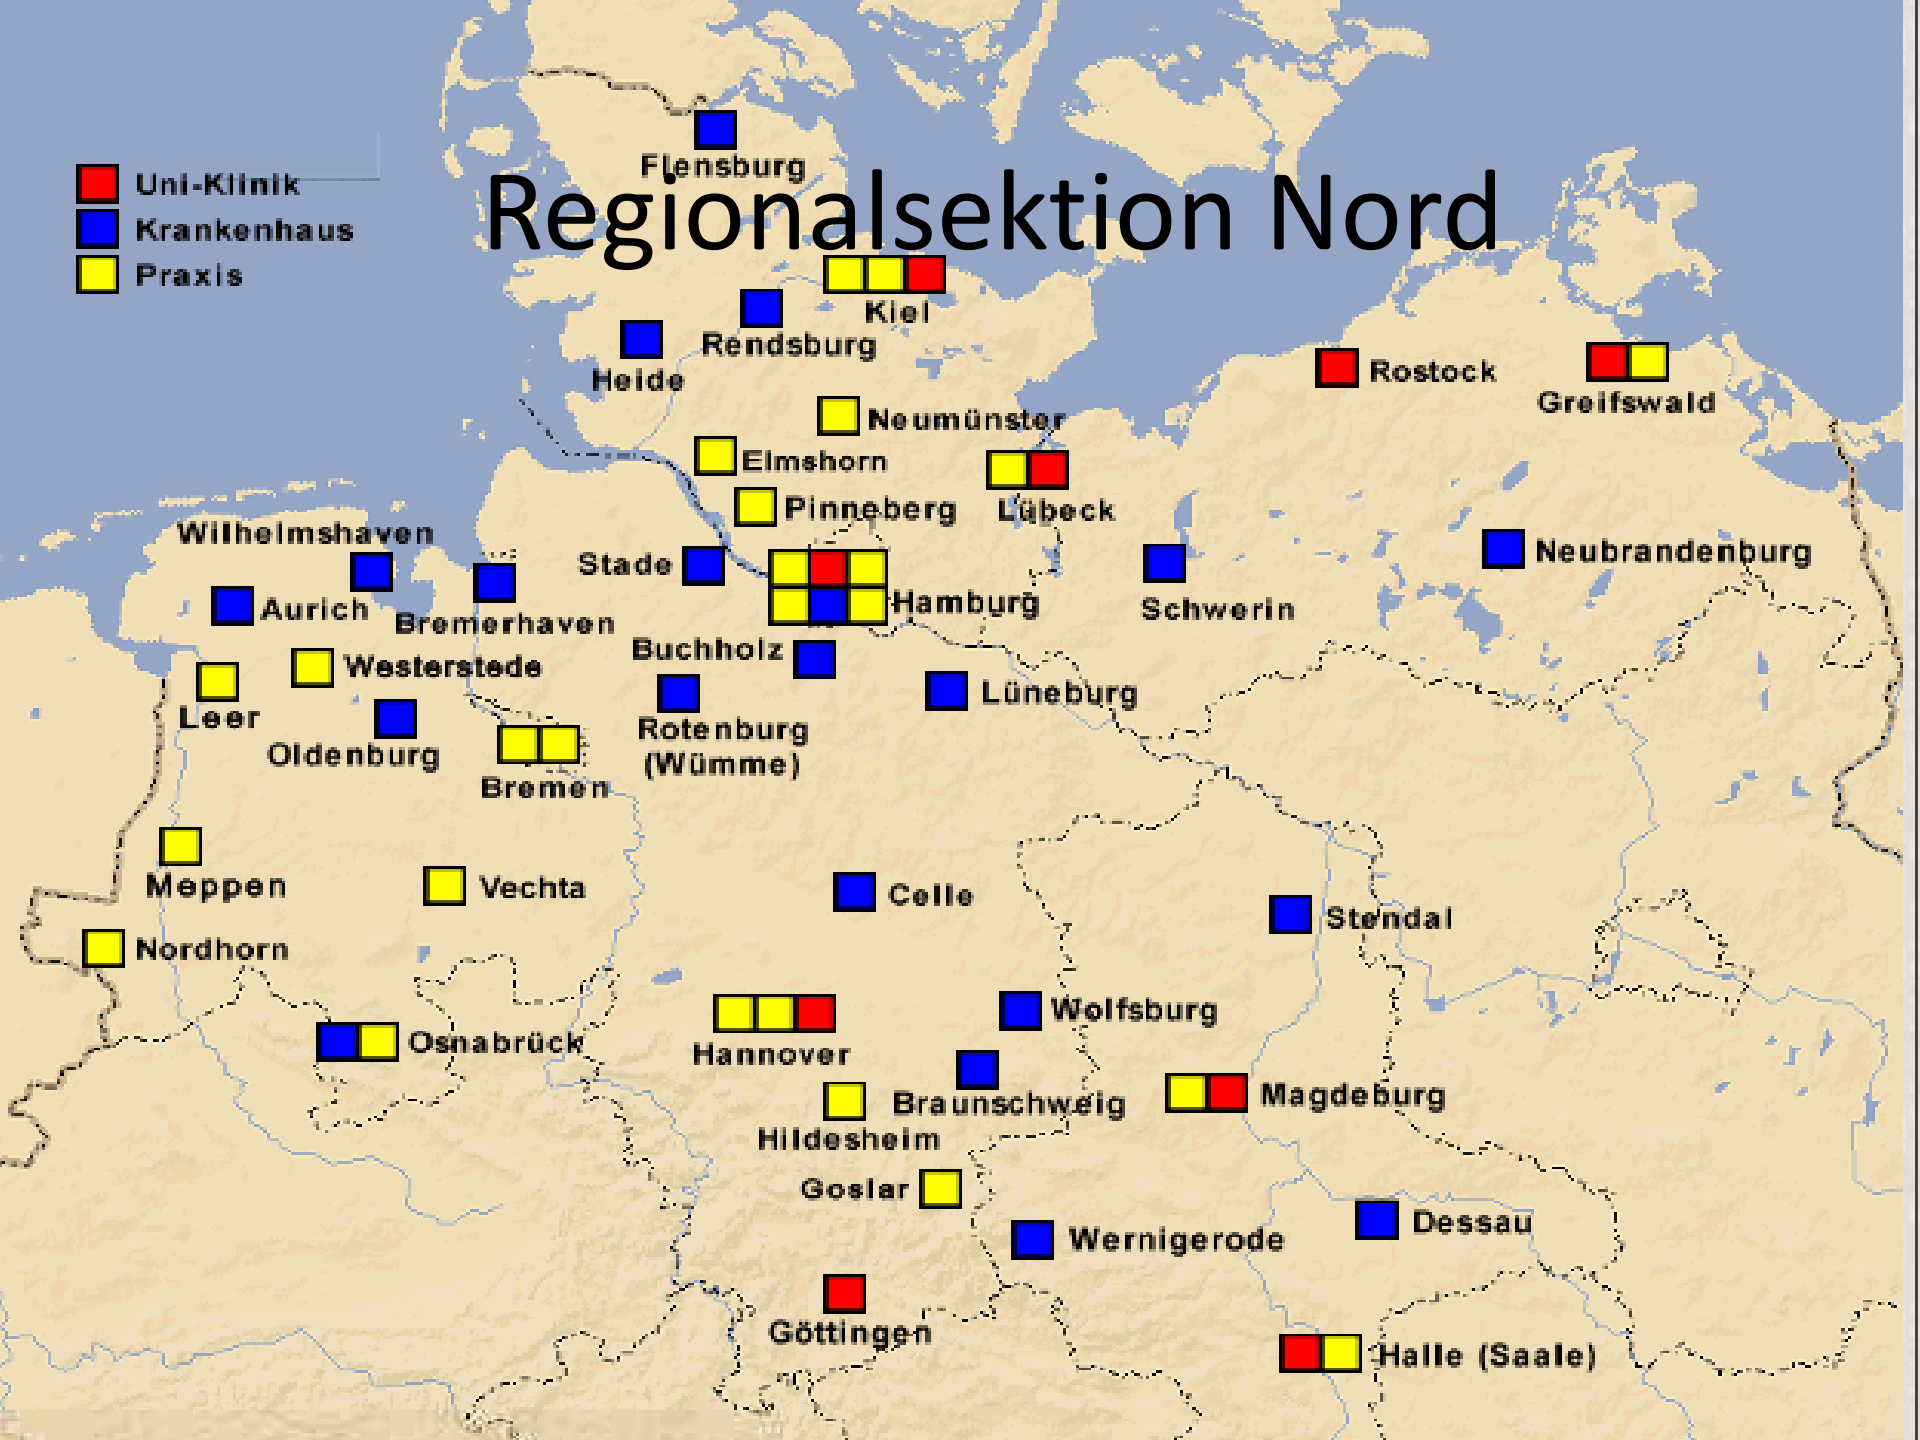 Flensburg
Regionalsektion Nord
Uni-Klinik
Krankenhaus
Praxis
Kiel
Rendsburg
Heide
Rostock
Greifswald
Neumünster
Elmshorn
Pinneberg
Lübeck
Wilhelmshaven
Stade
Neubrandenburg
Aurich
Bremerhaven
Hamburg
Schwerin
Buchholz
Westerstede
Lüneburg
Leer
Oldenburg
Rotenburg
(Wümme)
Bremen
Meppen
Vechta
Celle
Stendal
Nordhorn
Wolfsburg
Osnabrück
Hannover
Braunschweig
Magdeburg
Hildesheim
Goslar
Dessau
Wernigerode
Göttingen
Halle (Saale)